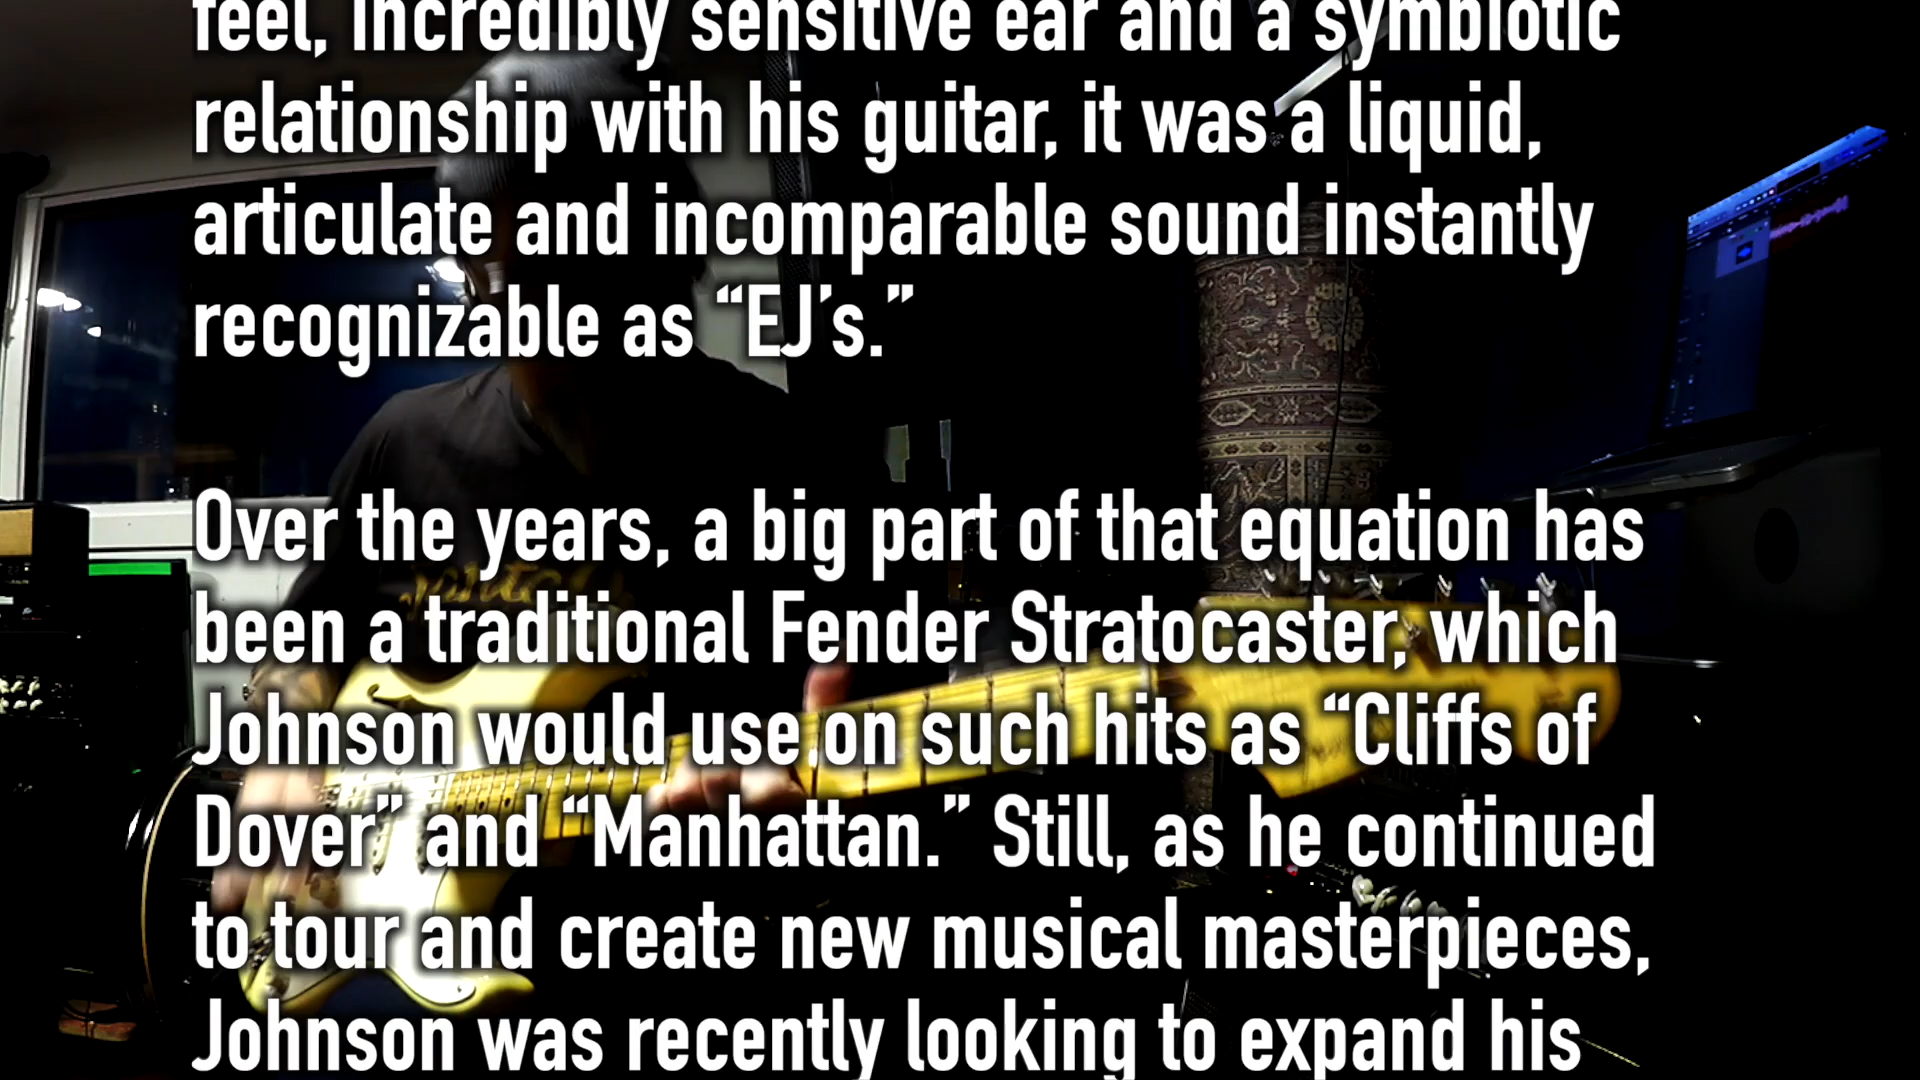 feel, incredibly sensitive ear and a symbiotic
relationship with his guitar, it was a liquid,
articulate and incomparable sound instantly
recognizable as “EJ’s.”
Over the years, a big part of that equation has
been a traditional Fender Stratocaster, which
Johnson would use on such hits as “Cliffs of
Dover” and “Manhattan.” Still, as he continued
to tour and create new musical masterpieces,
Johnson was recently looking to expand his